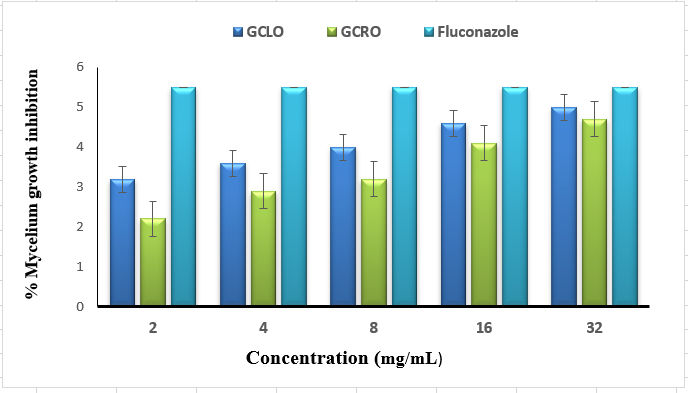 GCLO GCRO Fluconazole
% Mycelium growth inhibition
6
5
4
3
2
1
0
2 4 8 16 32
Concentration (mg/mL)